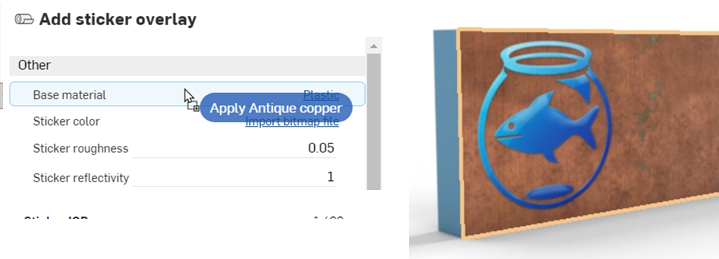 Add sticker overlay
Other
Base material
Apply Antique copper
Sticker color
Import bitmap file
Sticker roughness 0.05
Sticker reflectivity 1